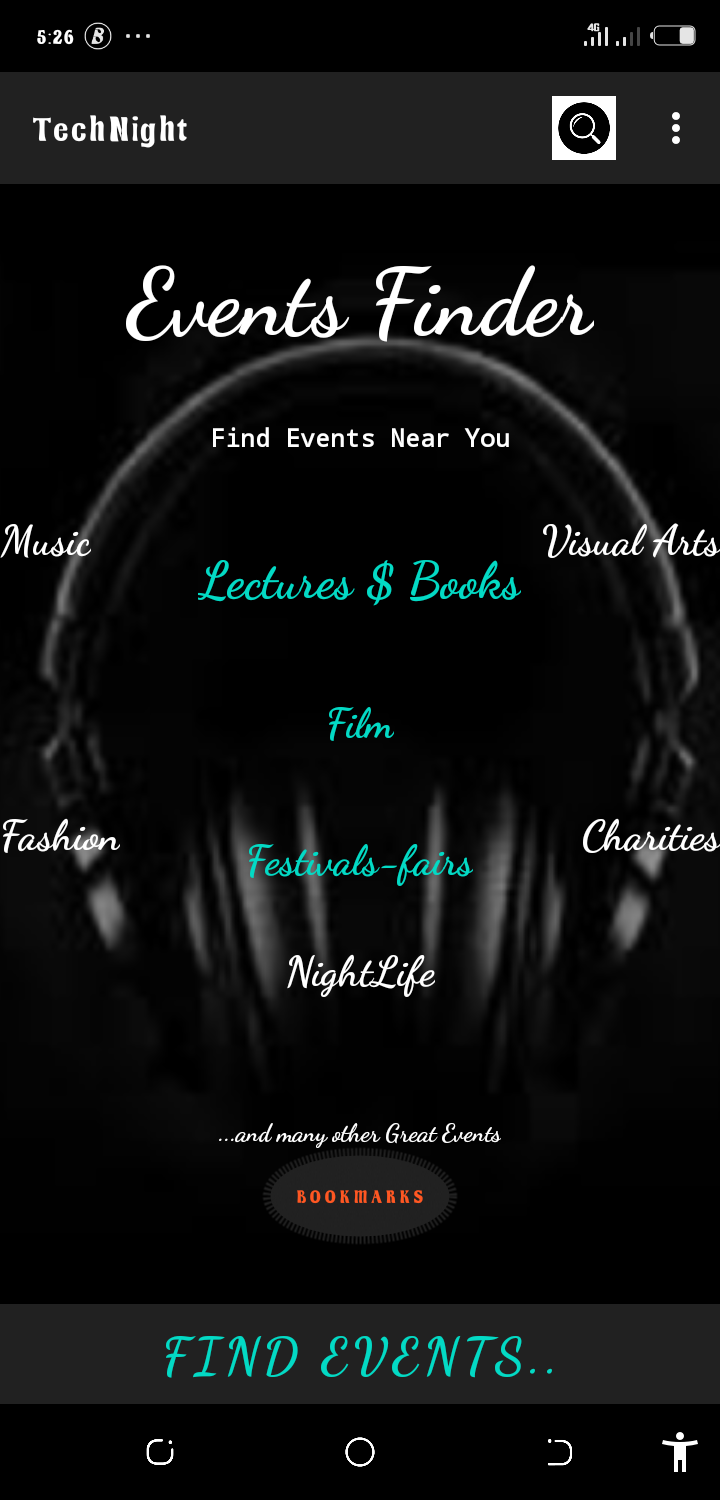 5:26
4G
TechNight
Events Finder
Find Events Near You
Music
Visual Arts
Lectures $ Books
Film
Fashion
Charities
Festivals-fairs
NightLife
...and many other Great Events
BOOKMARKS
FIND EVENTS..